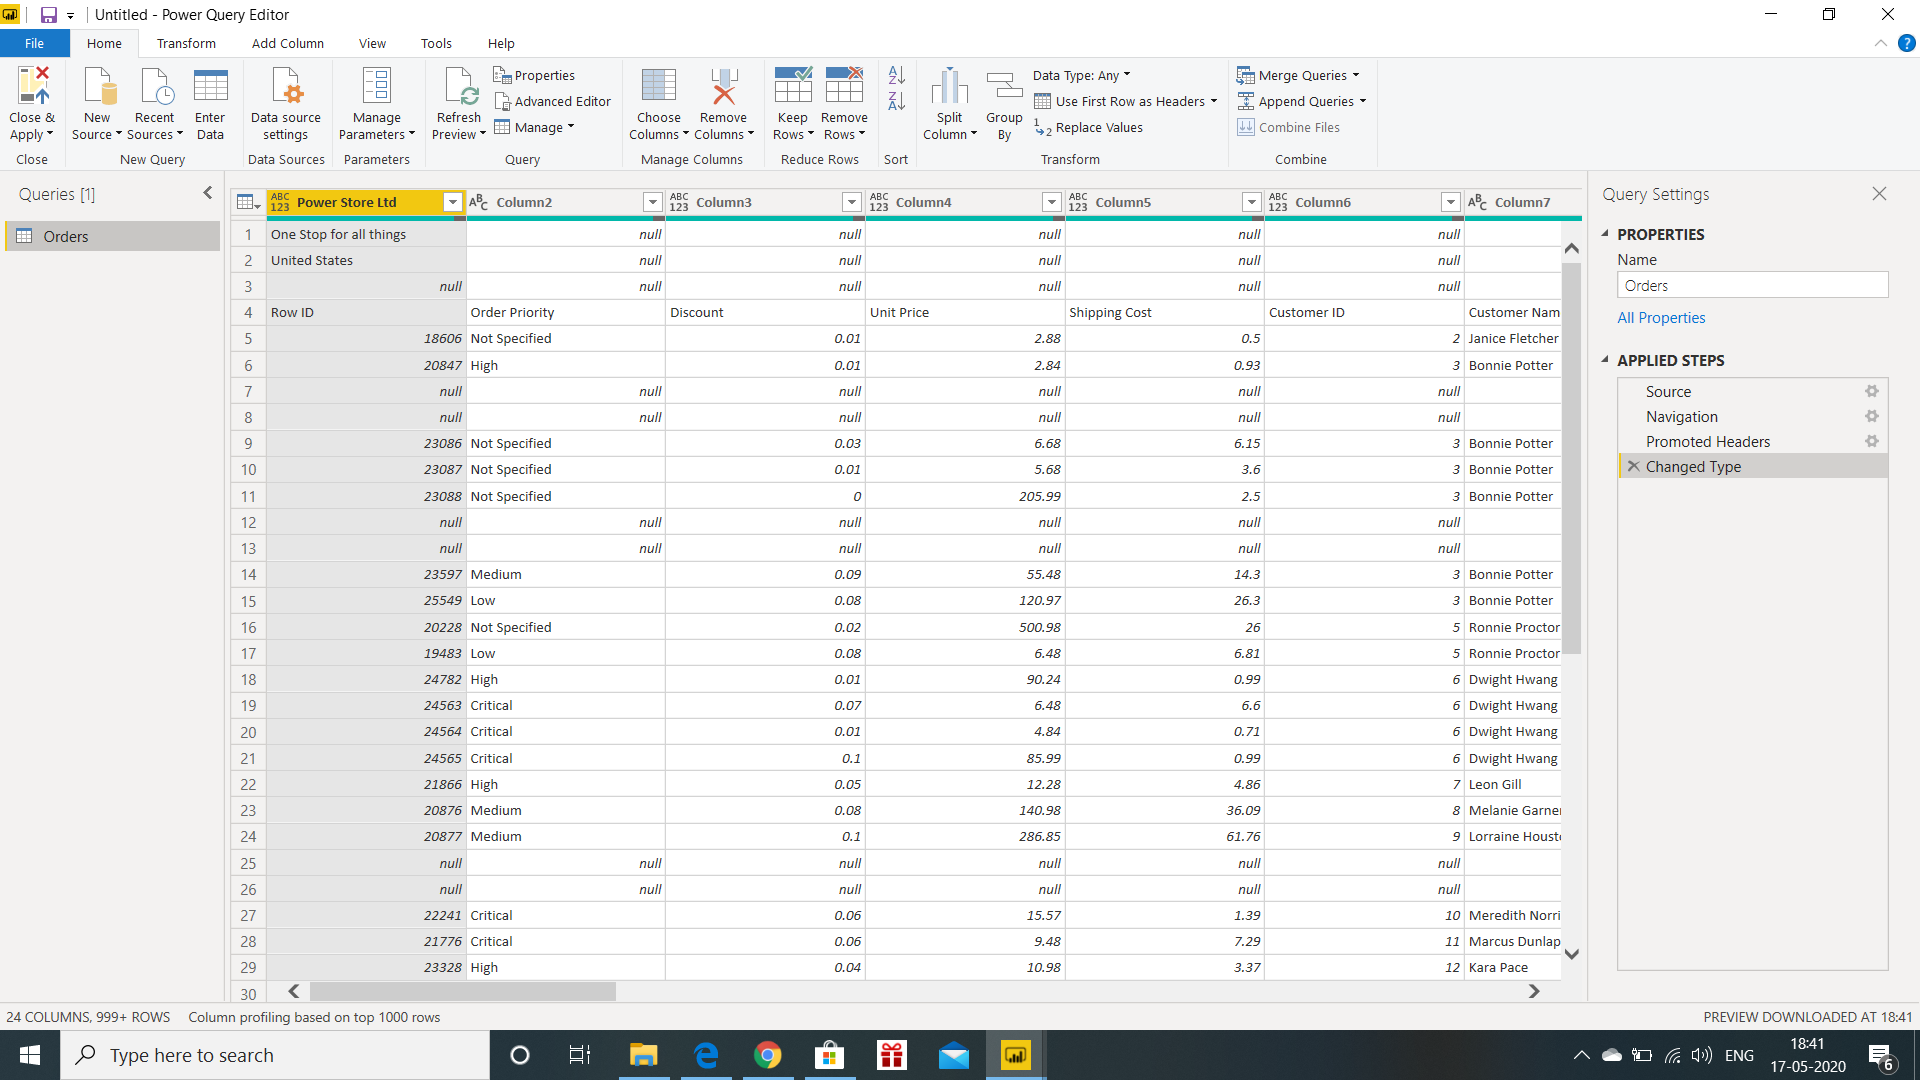 Untitled - Power Query Editor
File Home Transform Add Column View Tools Help
Close & Apply
Close
New Source
Recent Sources
Enter Data
New Query
Data source settings
Data Sources
Manage Parameters
Parameters
Refresh Preview
Properties
Advanced Editor
Manage
Query
Choose Columns
Remove Columns
Manage Columns
Keep Rows
Remove Rows
Reduce Rows
Sort
Split Column
Group By
Data Type: Any
Use First Row as Headers
Replace Values
Transform
Merge Queries
Append Queries
Combine Files
Combine
Queries [1]
Orders
ABC 123 Power Store Ltd ABC Column2 ABC 123 Column3 ABC 123 Column4 ABC 123 Column5 ABC 123 Column6 ABC Column7
1 One Stop for all things null null null null null
2 United States null null null null null
3 null null null null null null
4 Row ID Order Priority Discount Unit Price Shipping Cost Customer ID Customer Nam
5 18606 Not Specified 0.01 2.88 0.5 2 Janice Fletcher
6 20847 High 0.01 2.84 0.93 3 Bonnie Potter
7 null null null null null null
8 null null null null null null
9 23086 Not Specified 0.03 6.68 6.15 3 Bonnie Potter
10 23087 Not Specified 0.01 5.68 3.6 3 Bonnie Potter
11 23088 Not Specified 0 205.99 2.5 3 Bonnie Potter
12 null null null null null null
13 null null null null null null
14 23597 Medium 0.09 55.48 14.3 3 Bonnie Potter
15 25549 Low 0.08 120.97 26.3 3 Bonnie Potter
16 20228 Not Specified 0.02 500.98 26 5 Ronnie Proctor
17 19483 Low 0.08 6.48 6.81 5 Ronnie Proctor
18 24782 High 0.01 90.24 0.99 6 Dwight Hwang
19 24563 Critical 0.07 6.48 6.6 6 Dwight Hwang
20 24564 Critical 0.01 4.84 0.71 6 Dwight Hwang
21 24565 Critical 0.1 85.99 0.99 6 Dwight Hwang
22 21866 High 0.05 12.28 4.86 7 Leon Gill
23 20876 Medium 0.08 140.98 36.09 8 Melanie Garne
24 20877 Medium 0.1 286.85 61.76 9 Lorraine Houst
25 null null null null null null
26 null null null null null null
27 22241 Critical 0.06 15.57 1.39 10 Meredith Norri
28 21776 Critical 0.06 9.48 7.29 11 Marcus Dunlap
29 23328 High 0.04 10.98 3.37 12 Kara Pace
30
Query Settings
PROPERTIES
Name
Orders
All Properties
APPLIED STEPS
Source
Navigation
Promoted Headers
Changed Type
24 COLUMNS, 999+ ROWS Column profiling based on top 1000 rows PREVIEW DOWNLOADED AT 18:41
Type here to search
ENG
18:41
17-05-2020
6